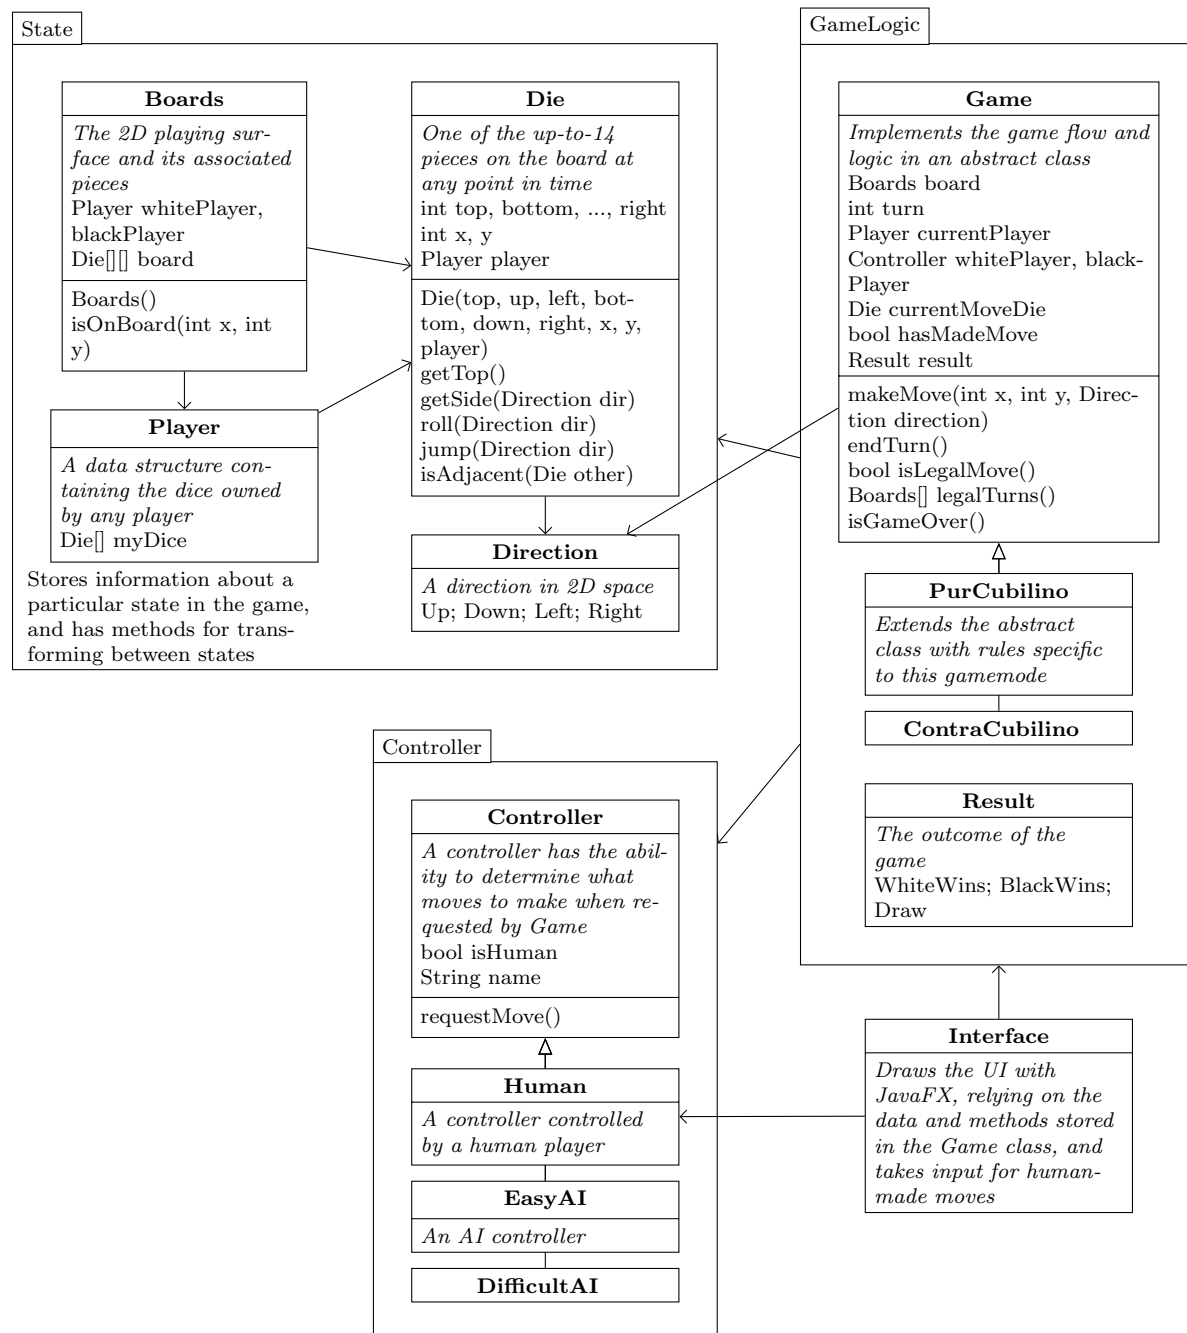 State
Boards
The 2D playing sur-
face and its associated
pieces
Player whitePlayer,
blackPlayer
Die[][] board
Boards()
isOnBoard(int x, int
y)
Player
A data structure con-
taining the dice owned
by any player
Die[] myDice
Stores information about a
particular state in the game,
and has methods for trans-
forming between states
Die
One of the up-to-14
pieces on the board at
any point in time
int top, bottom, ..., right
int x, y
Player player
Die(top, up, left, bot-
tom, down, right, x, y,
player)
getTop()
getSide(Direction dir)
roll(Direction dir)
jump(Direction dir)
isAdjacent(Die other)
Direction
A direction in 2D space
Up; Down; Left; Right
GameLogic
Game
Implements the game flow and
logic in an abstract class
Boards board
int turn
Player currentPlayer
Controller whitePlayer, black-
Player
Die currentMoveDie
bool hasMadeMove
Result result
makeMove(int x, int y, Direc-
tion direction)
endTurn()
bool isLegalMove()
Boards[] legalTurns()
isGameOver()
PurCubilino
Extends the abstract
class with rules specific
to this gamemode
ContraCubilino
Result
The outcome of the
game
WhiteWins; BlackWins;
Draw
Controller
Controller
A controller has the abil-
ity to determine what
moves to make when re-
quested by Game
bool isHuman
String name
requestMove()
Human
A controller controlled
by a human player
EasyAI
An AI controller
DifficultAI
Interface
Draws the UI with
JavaFX, relying on the
data and methods stored
in the Game class, and
takes input for human-
made moves